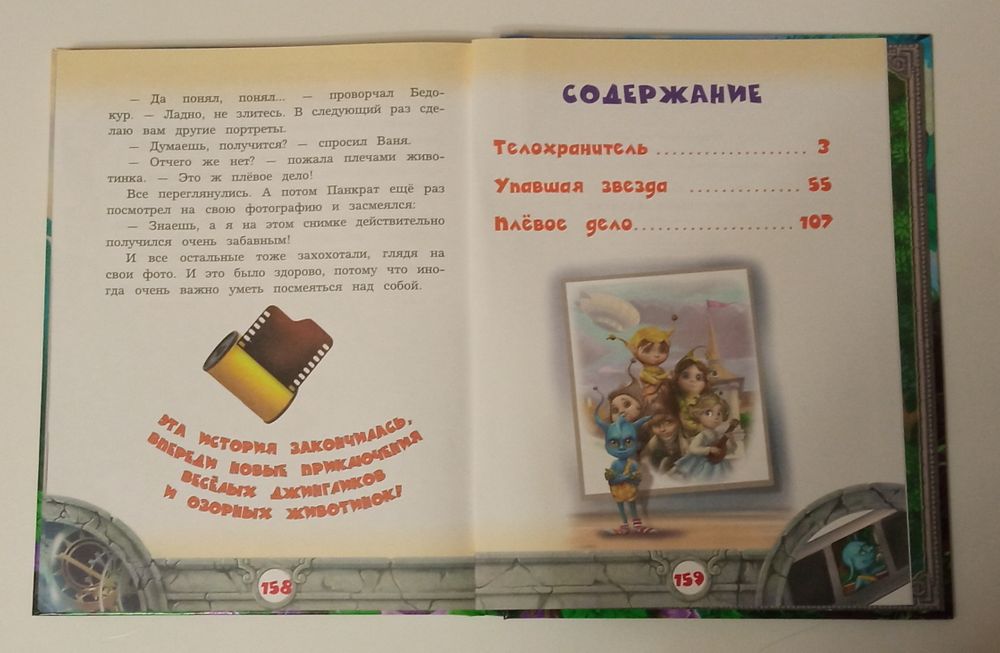 — Да понял, понял... — проворчал Бедо-
кур. — Ладно, не злитесь. В следующий раз сде-
лаю вам другие портреты.
— Думаешь, получится? — спросил Ваня.
— Отчего же нет? — пожала плечами живо-
тинка. — Это ж плёвое дело!
Все переглянулись. А потом Панкрат ещё раз
посмотрел на свою фотографию и засмеялся:
— Знаешь, а я на этом снимке действительно
получился очень забавным!
И все остальные тоже захохотали, глядя на
свои фото. И это было здорово, потому что ино-
гда очень важно уметь посмеяться над собой.
ЭТА ИСТОРИЯ ЗАКОНЧИЛАСЬ,
ВПЕРЕДИ НОВЫЕ ПРИКЛЮЧЕНИЯ
ВЕСЁЛЫХ ДЖИНГЛИКОВ
И ОЗОРНЫХ ЖИВОТИНОК!
158
СОДЕРЖАНИЕ
Телохранитель .................... 3
Упавшая звезда ............... 55
Плёвое дело...................... 107
159